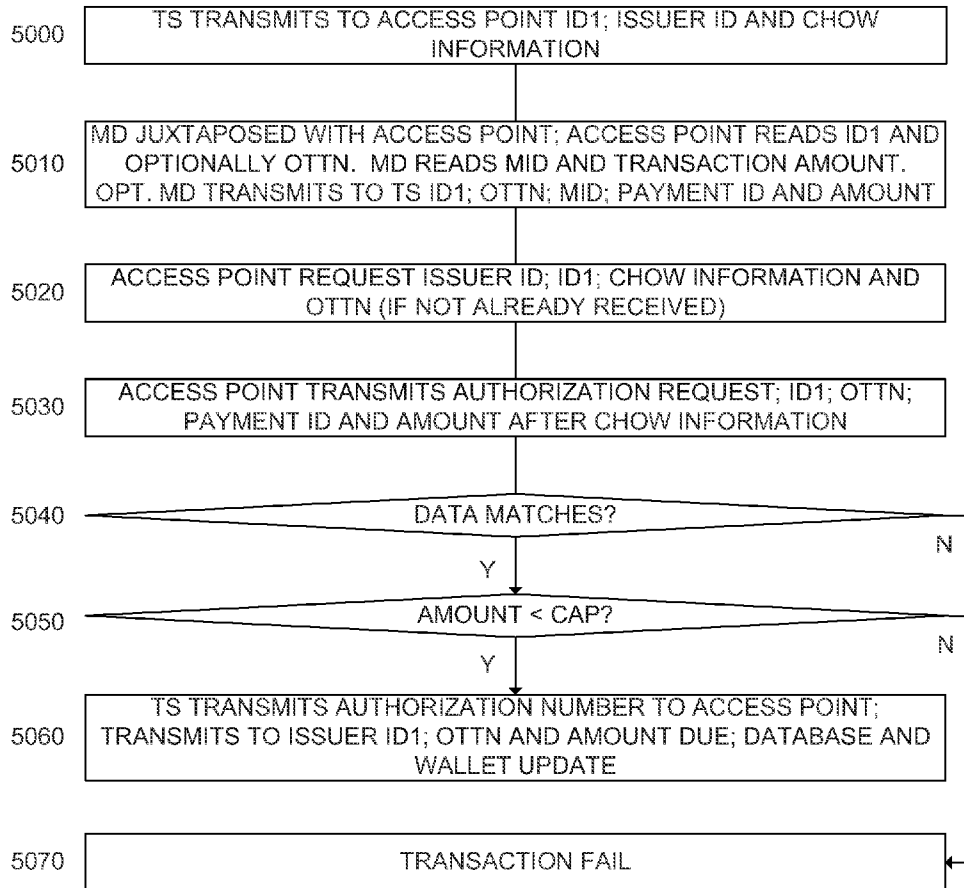 5000
TS TRANSMITS TO ACCESS POINT ID1; ISSUER ID AND CHOW
INFORMATION
5010
MD JUXTAPOSED WITH ACCESS POINT; ACCESS POINT READS ID1 AND
OPTIONALLY OTTN. MD READS MID AND TRANSACTION AMOUNT.
OPT. MD TRANSMITS TO TS ID1; OTTN; MID; PAYMENT ID AND AMOUNT
5020
ACCESS POINT REQUEST ISSUER ID; ID1; CHOW INFORMATION AND
OTTN (IF NOT ALREADY RECEIVED)
5030
ACCESS POINT TRANSMITS AUTHORIZATION REQUEST; ID1; OTTN;
PAYMENT ID AND AMOUNT AFTER CHOW INFORMATION
5040
DATA MATCHES?
N
Y
5050
AMOUNT < CAP?
N
Y
5060
TS TRANSMITS AUTHORIZATION NUMBER TO ACCESS POINT;
TRANSMITS TO ISSUER ID1; OTTN AND AMOUNT DUE; DATABASE AND
WALLET UPDATE
5070
TRANSACTION FAIL